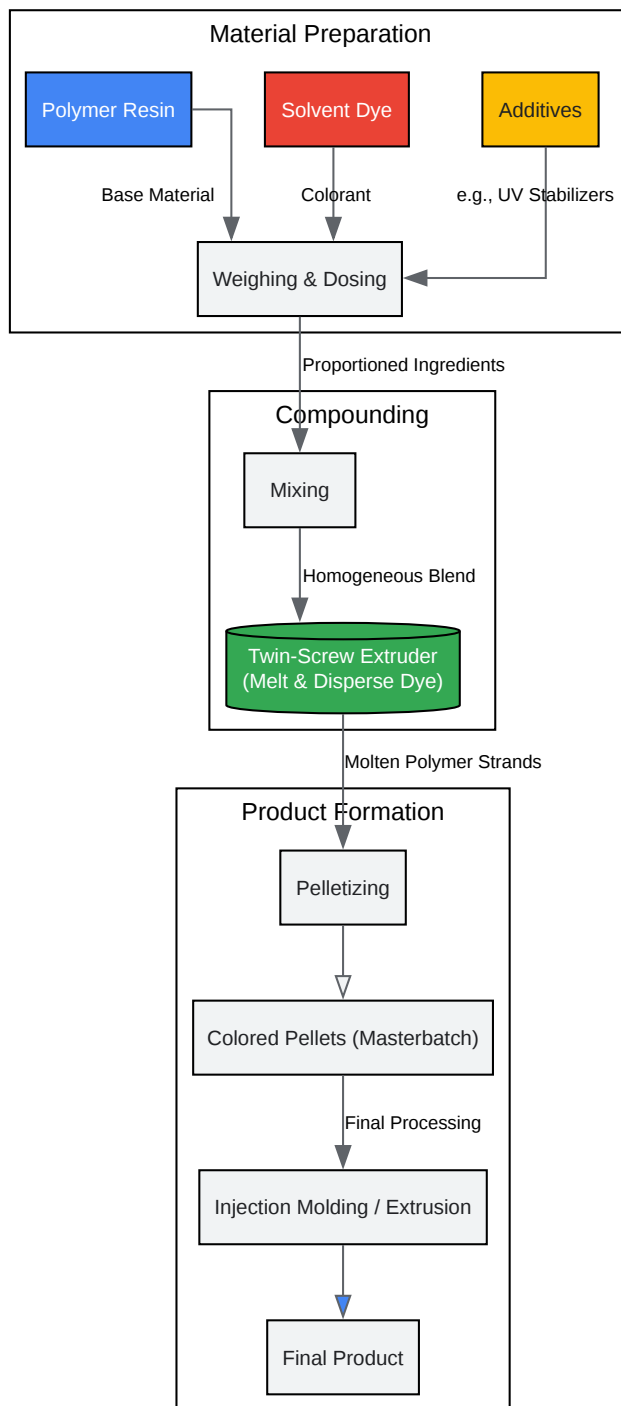 Material Preparation
Polymer Resin
Solvent Dye
Additives
Base Material
Colorant
e.g., UV Stabilizers
Weighing & Dosing
Proportioned Ingredients
Compounding
Mixing
Homogeneous Blend
Twin-Screw Extruder
(Melt & Disperse Dye)
Molten Polymer Strands
Product Formation
Pelletizing
Colored Pellets (Masterbatch)
Final Processing
Injection Molding / Extrusion
Final Product